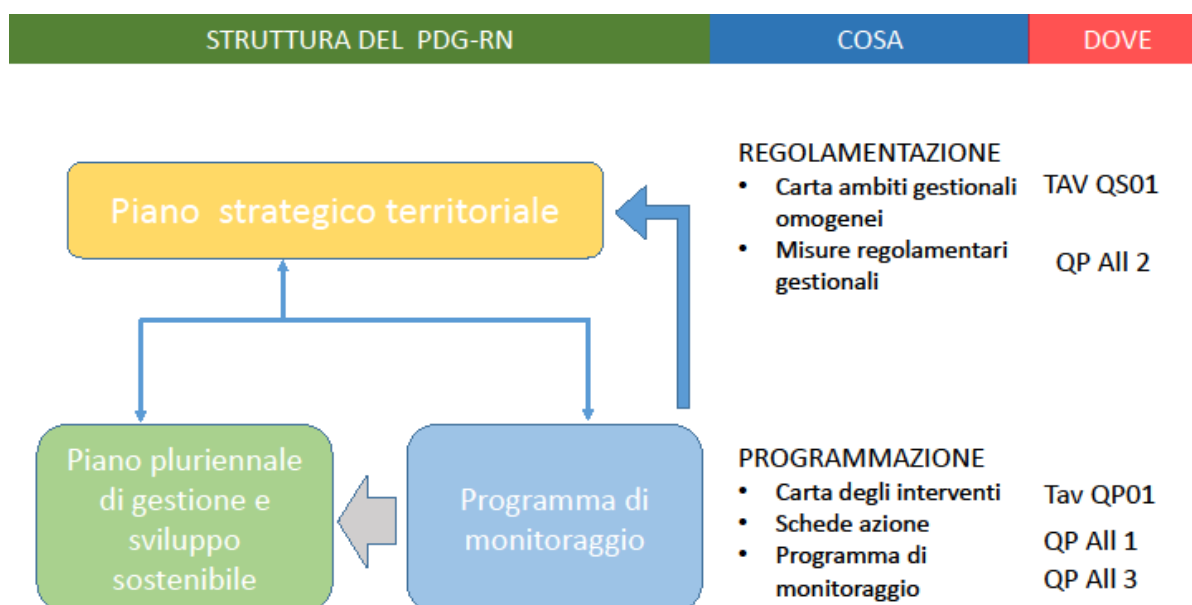 STRUTTURA DEL PDG-RN
COSA
DOVE
Piano strategico territoriale
REGOLAMENTAZIONE
• Carta ambiti gestionali
omogenei
TAV QS01
• Misure regolamentari
gestionali
QP All 2
Piano pluriennale
di gestione e
sviluppo
sostenibile
Programma di
monitoraggio
PROGRAMMAZIONE
• Carta degli interventi
Tav QP01
• Schede azione
QP All 1
• Programma di
monitoraggio
QP All 3